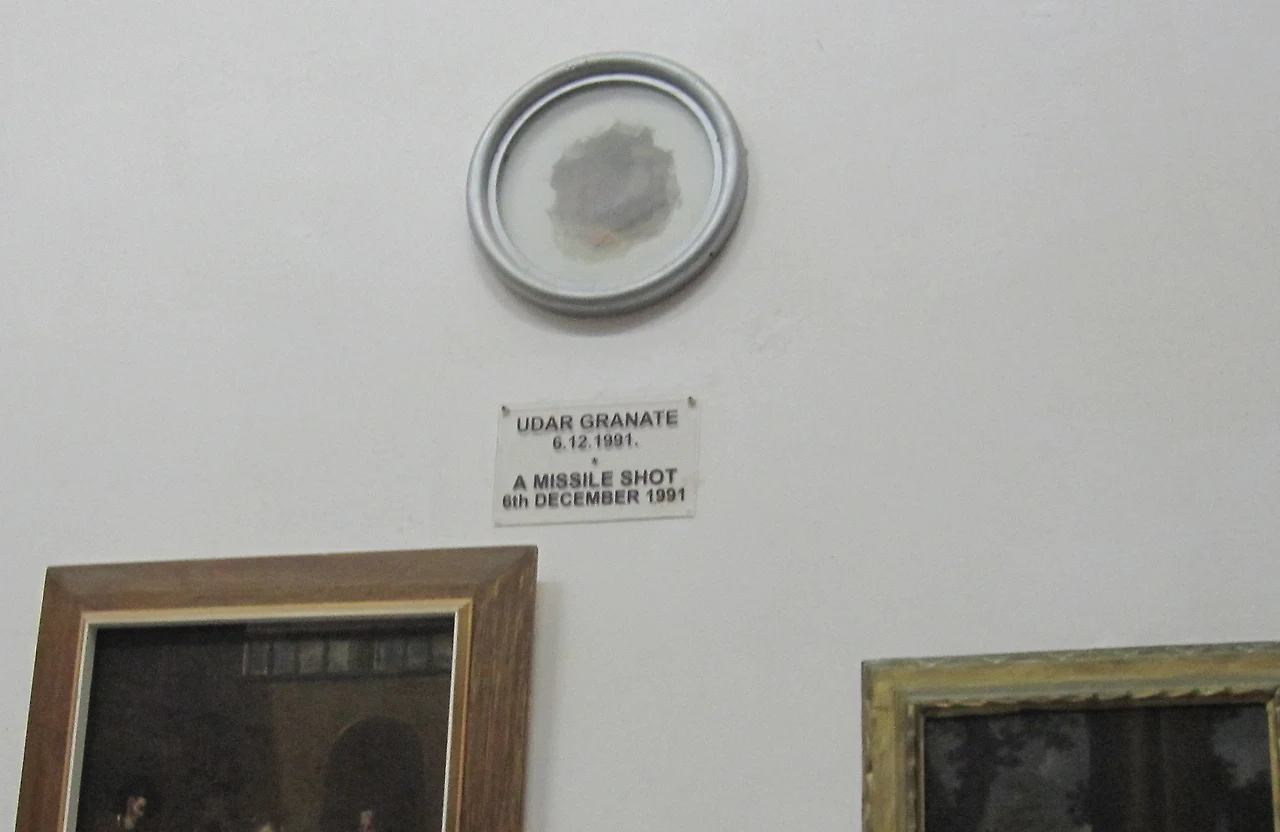 UDAR GRANATE
6.12.1991.
*
A MISSILE SHOT
6th DECEMBER 1991